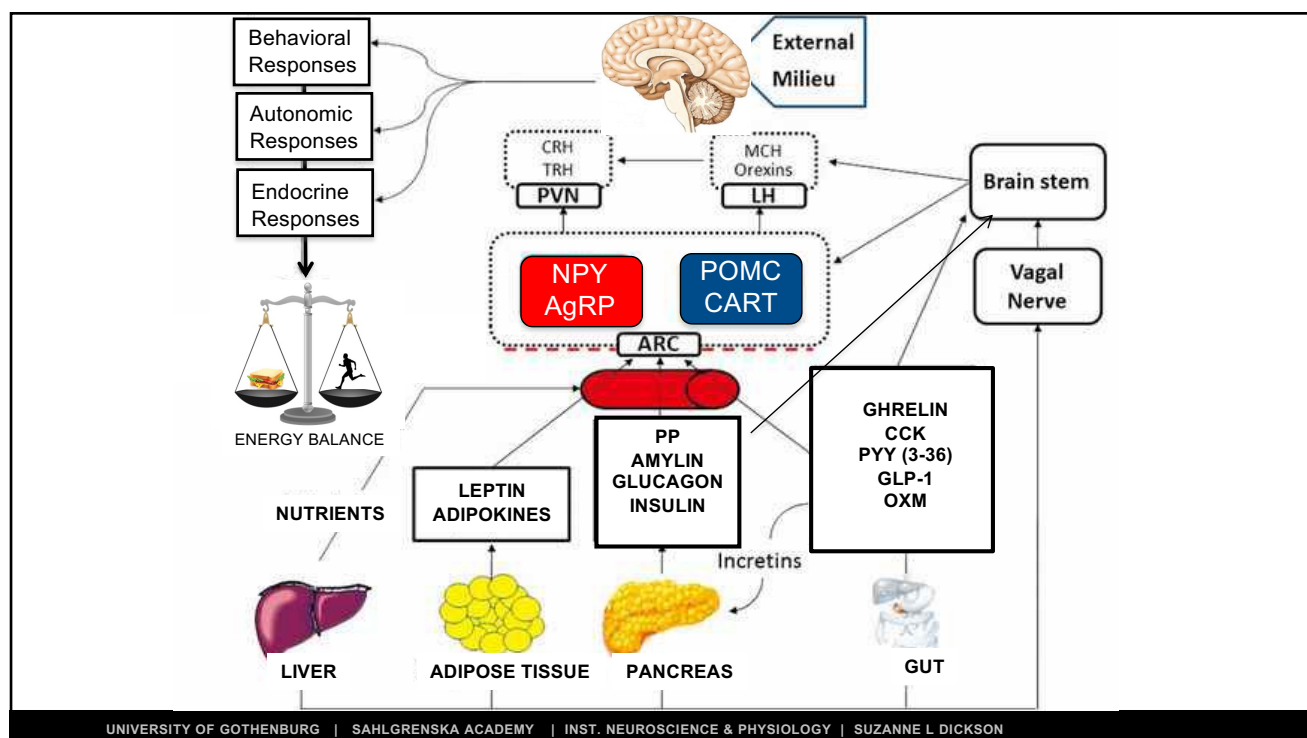 Behavioral
Responses
Autonomic
Responses
Endocrine
Responses
External
Milieu
CRH
TRH
PVN
MCH
Orexins
LH
Brain stem
Vagal
Nerve
NPY
AgRP
POMC
CART
ARC
ENERGY BALANCE
NUTRIENTS
LEPTIN
ADIPOKINES
PP
AMYLIN
GLUCAGON
INSULIN
GHRELIN
CCK
PYY (3-36)
GLP-1
OXM
Incretins
LIVER
ADIPOSE TISSUE
PANCREAS
GUT
UNIVERSITY OF GOTHENBURG | SAHLGRENSKA ACADEMY | INST. NEUROSCIENCE & PHYSIOLOGY | SUZANNE L DICKSON